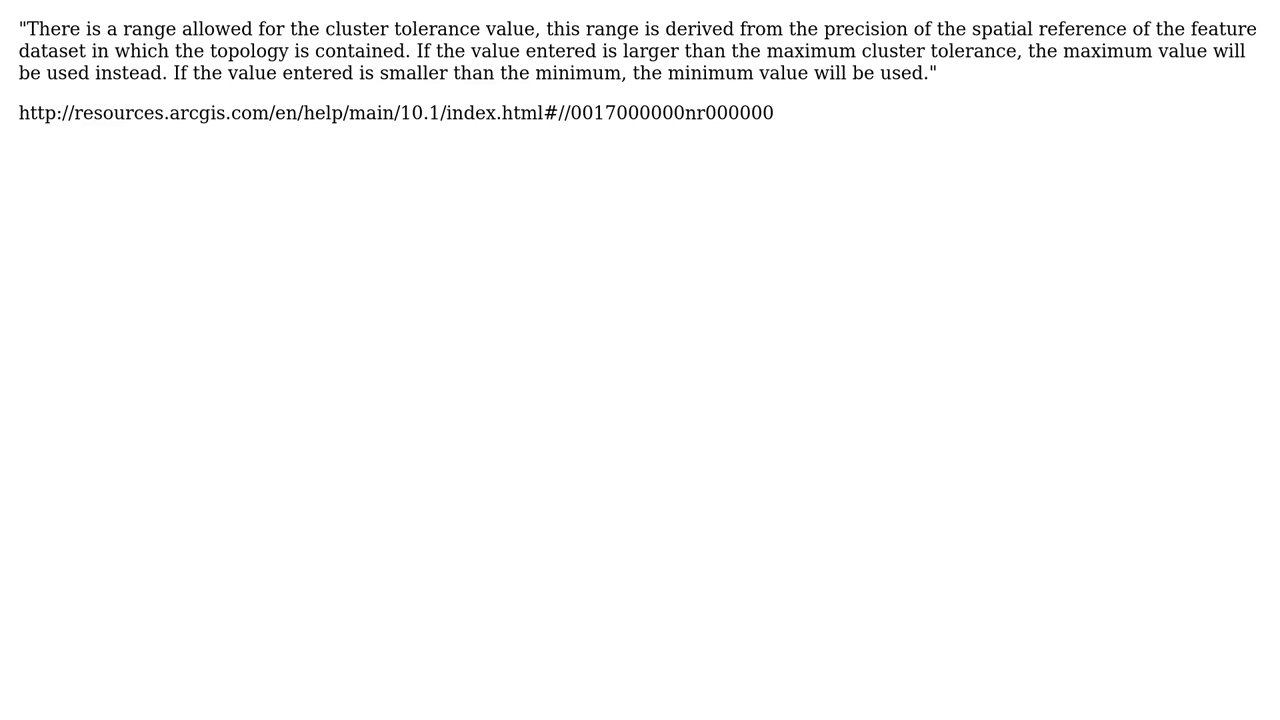 "There is a range allowed for the cluster tolerance value, this range is derived from the precision of the spatial reference of the feature
dataset in which the topology is contained. If the value entered is larger than the maximum cluster tolerance, the maximum value will
be used instead. If the value entered is smaller than the minimum, the minimum value will be used."
http://resources.arcgis.com/en/help/main/10.1/index.html#//0017000000nr000000